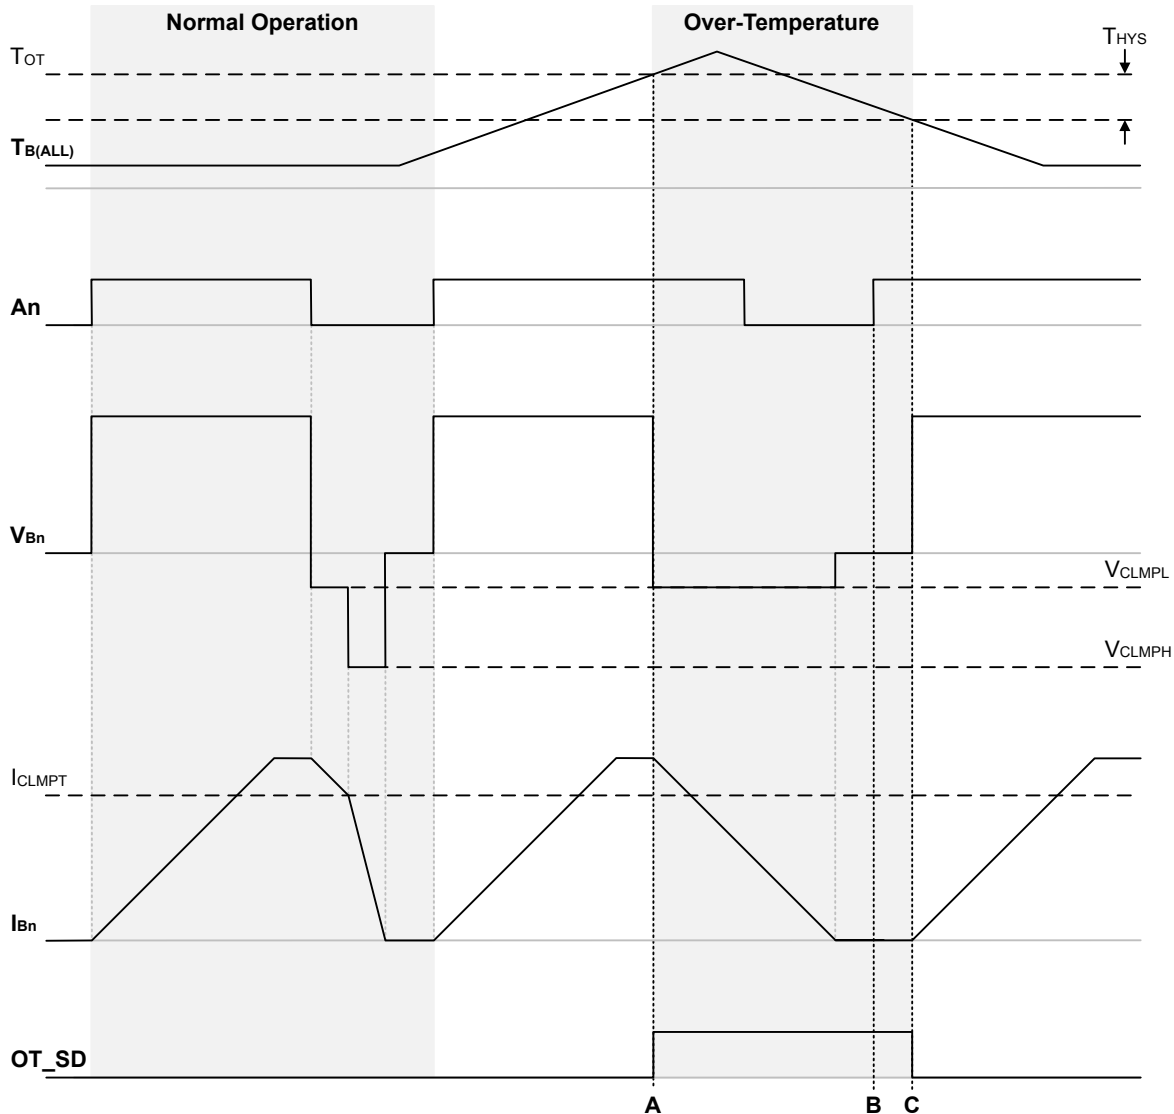 Normal Operation
Over-Temperature
TOT
THYS
TB(ALL)
An
VBn
VCLMPL
VCLMPH
ICLMPT
IBn
OT_SD
A
B
C